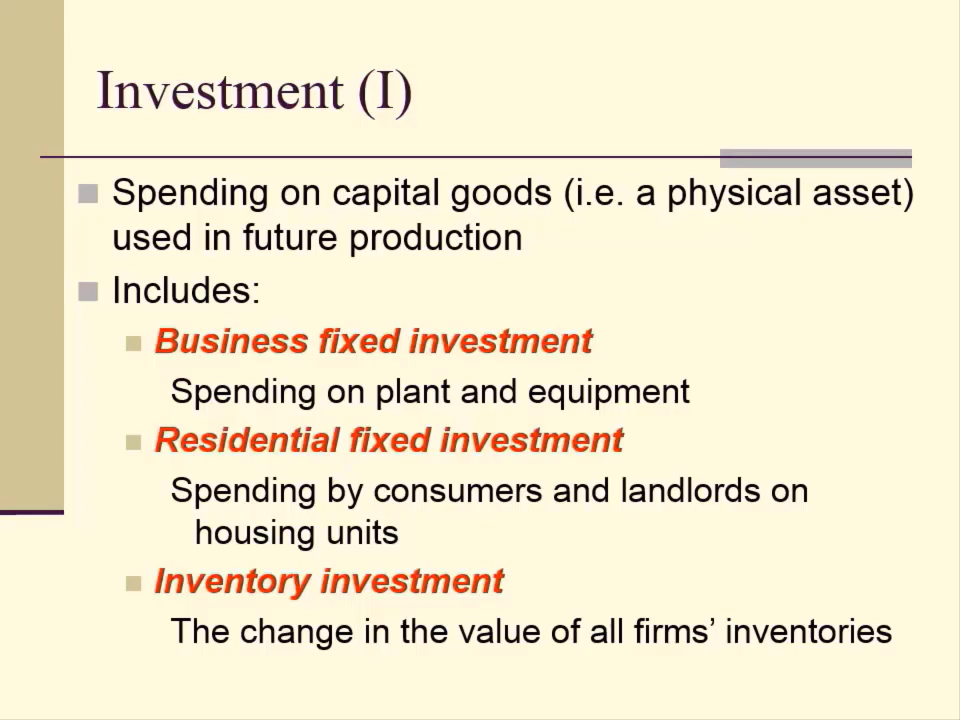 Investment (I)
Spending on capital goods (i.e. a physical asset)
used in future production
Includes:
Business fixed investment
Spending on plant and equipment
Residential fixed investment
Spending by consumers and landlords on
housing units
Inventory investment
The change in the value of all firms’ inventories